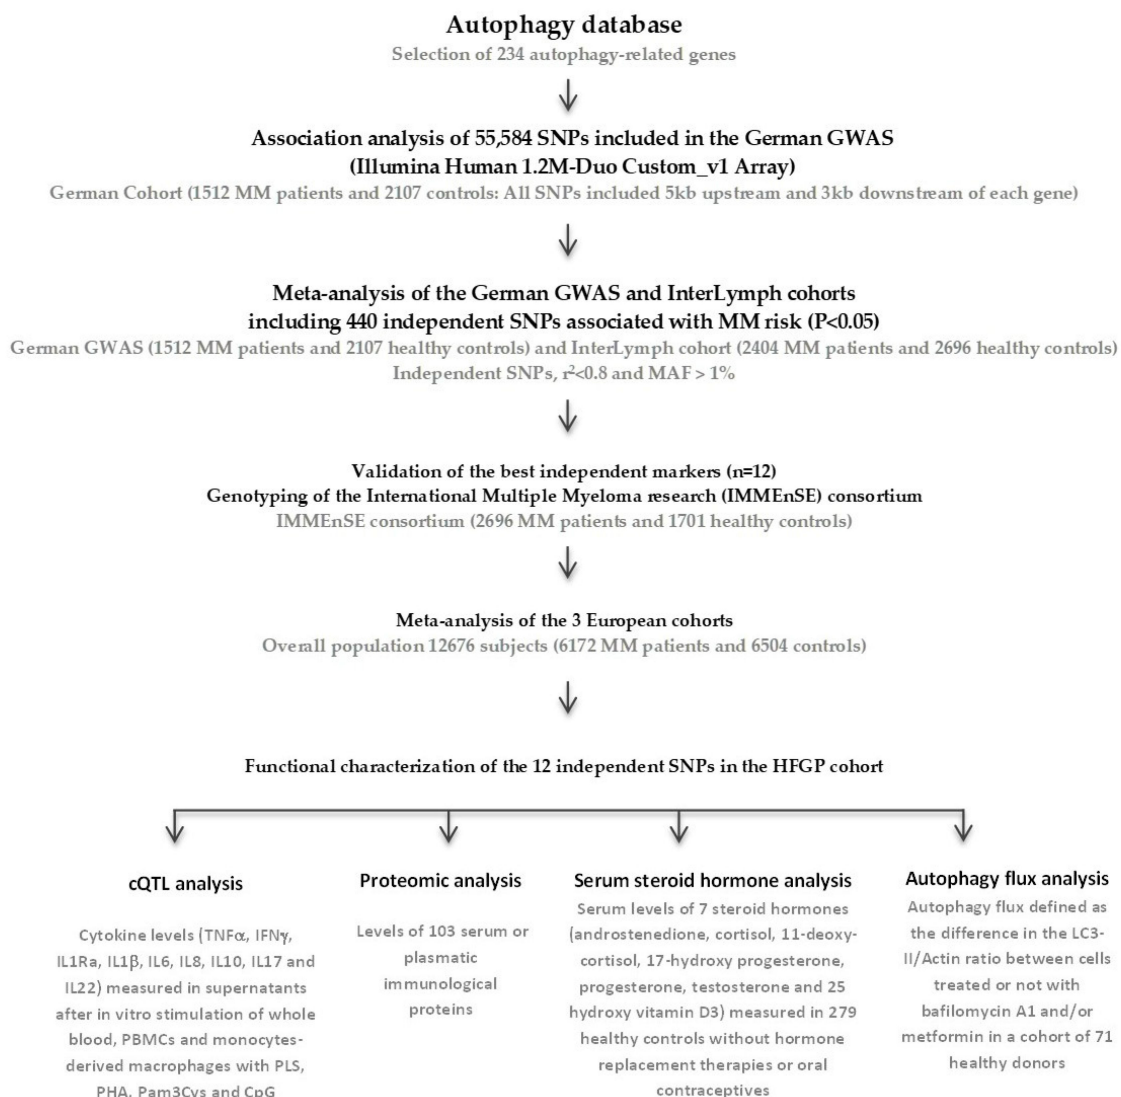 Autophagy database
Selection of 234 autophagy-related genes
Association analysis of 55,584 SNPs included in the German GWAS
(Illumina Human 1.2M-Duo Custom_v1 Array)
German Cohort (1512 MM patients and 2107 controls: All SNPs included 5kb upstream and 3kb downstream of each gene)
Meta-analysis of the German GWAS and InterLymph cohorts
including 440 independent SNPs associated with MM risk (P<0.05)
German GWAS (1512 MM patients and 2107 healthy controls) and InterLymph cohort (2404 MM patients and 2696 healthy controls)
Independent SNPs, r²<0.8 and MAF > 1%
Validation of the best independent markers (n=12)
Genotyping of the International Multiple Myeloma research (IMMEnSE) consortium
IMMEnSE consortium (2696 MM patients and 1701 healthy controls)
Meta-analysis of the 3 European cohorts
Overall population 12676 subjects (6172 MM patients and 6504 controls)
Functional characterization of the 12 independent SNPs in the HFGP cohort
cQTL analysis
Cytokine levels (TNFα, IFNγ,
IL1Ra, IL1β, IL6, IL8, IL10, IL17 and
IL22) measured in supernatants
after in vitro stimulation of whole
blood, PBMCs and monocytes-
derived macrophages with PLS,
PHA, Pam3Cys and CpG
Proteomic analysis
Levels of 103 serum or
plasmatic
immunological
proteins
Serum steroid hormone analysis
Serum levels of 7 steroid hormones
(androstenedione, cortisol, 11-deoxy-
cortisol, 17-hydroxy progesterone,
progesterone, testosterone and 25
hydroxy vitamin D3) measured in 279
healthy controls without hormone
replacement therapies or oral
contraceptives
Autophagy flux analysis
Autophagy flux defined as
the difference in the LC3-
II/Actin ratio between cells
treated or not with
bafilomycin A1 and/or
metformin in a cohort of 71
healthy donors